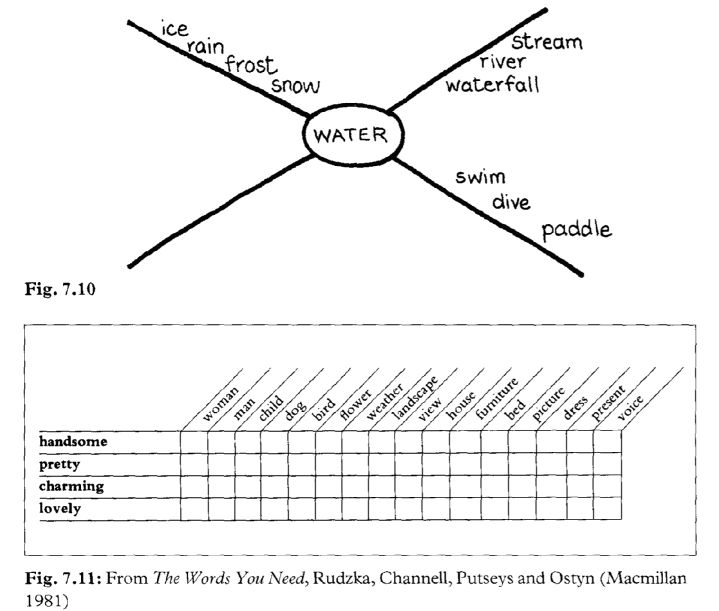 ice
rain
frost
snow
stream
river
waterfall
WATER
swim
dive
paddle
Fig. 7.10
woman
man
child
dog
bird
flower
weather
landscape
view
house
furniture
bed
picture
dress
present
voice
handsome
pretty
charming
lovely
Fig. 7.11: From The Words You Need, Rudzka, Channell, Putseys and Ostyn (Macmillan
1981)